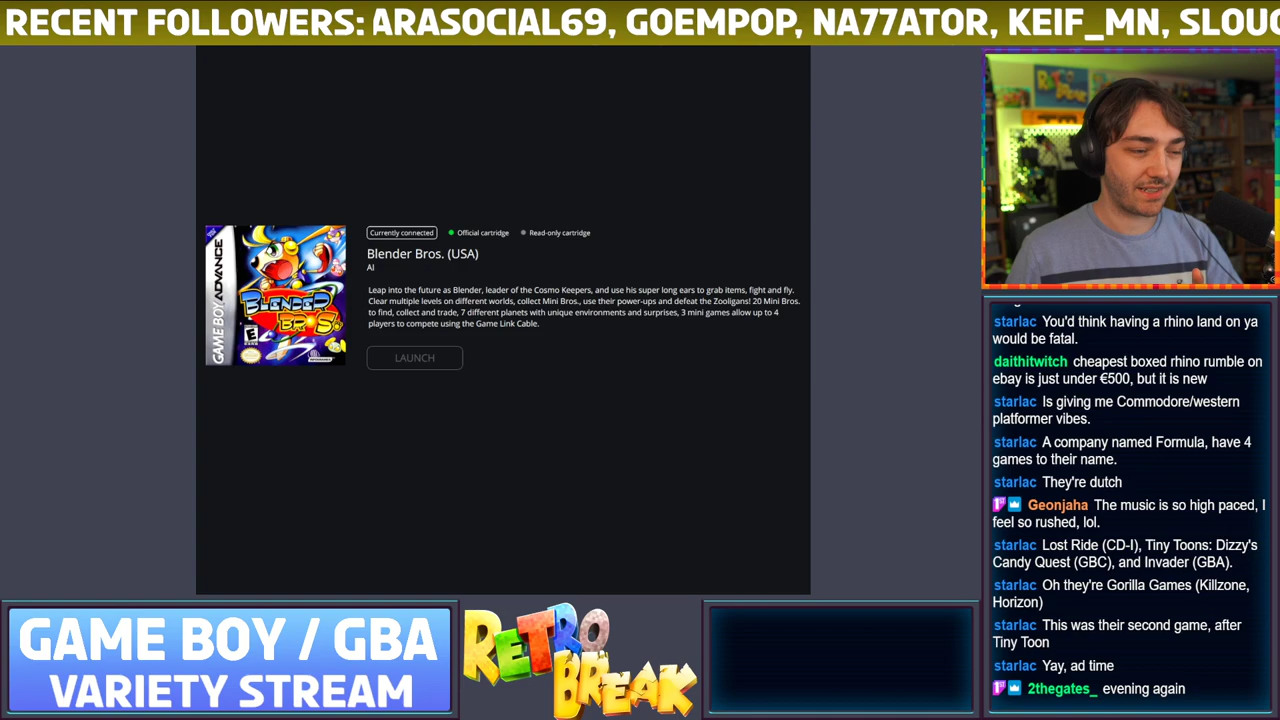 RECENT FOLLOWERS: ARASOCIAL69, GOEMPOP, NA77ATOR, KEIF_MN, SLOUG
GAME BOY ADVANCE
BLENDER
BROS.
E
Currently connected
Official cartridge
Read-only cartridge
Blender Bros. (USA)
AI
Leap into the future as Blender, leader of the Cosmo Keepers, and use his super long ears to grab items, fight and fly.
Clear multiple levels on different worlds, collect Mini Bros., use their power-ups and defeat the Zooligans! 20 Mini Bros.
to find, collect and trade, 7 different planets with unique environments and surprises, 3 mini games allow up to 4
players to compete using the Game Link Cable.
LAUNCH
RETRO
BREAK
starlac You'd think having a rhino land on ya
would be fatal.
daithitwitch cheapest boxed rhino rumble on
ebay is just under €500, but it is new
starlac Is giving me Commodore/western
platformer vibes.
starlac A company named Formula, have 4
games to their name.
starlac They're dutch
Geonjaha The music is so high paced, I
feel so rushed, lol.
starlac Lost Ride (CD-I), Tiny Toons: Dizzy's
Candy Quest (GBC), and Invader (GBA).
starlac Oh they're Gorilla Games (Killzone,
Horizon)
starlac This was their second game, after
Tiny Toon
starlac Yay, ad time
2thegates_ evening again
GAME BOY / GBA
VARIETY STREAM
RETRO
BREAK